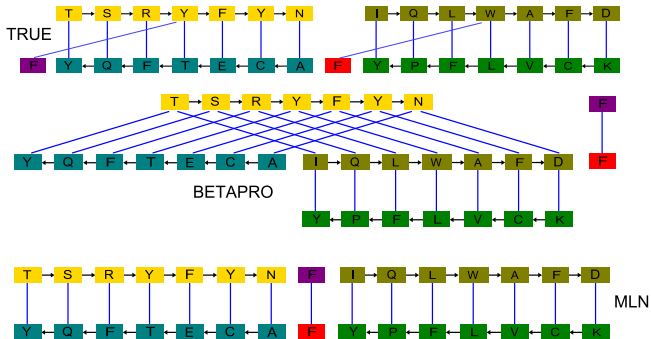 T S R Y F Y N I Q L W A F D
TRUE
F Y Q F T E C A F Y P F L V C K
T S R Y F Y N F
Y Q F T E C A I Q L W A F D F
BETAPRO
Y P F L V C K
T S R Y F Y N F I Q L W A F D
MLN
Y Q F T E C A F Y P F L V C K